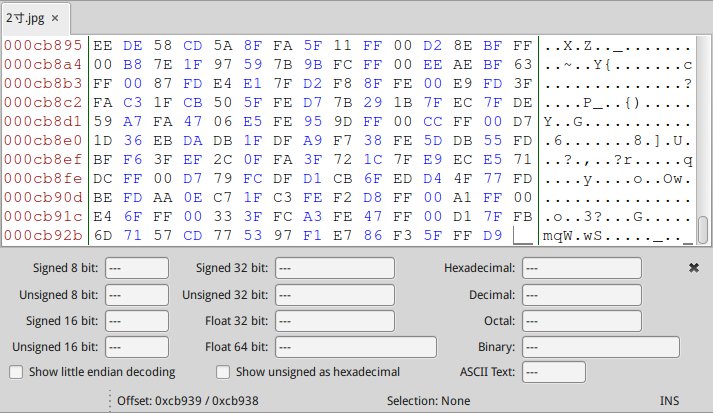 2寸.jpg ×
000cb895 EE DE 58 CD 5A 8F FA 5F 11 FF 00 D2 8E BF FF ..X.Z.._.......
000cb8a4 00 B8 7E 1F 97 59 7B 9B FC FF 00 EE AE BF 63 ..~..Y{.......c
000cb8b3 FF 00 87 FD E4 E1 7F D2 F8 8F FE 00 E9 FD 3F ..............?
000cb8c2 FA C3 1F CB 50 5F FE D7 7B 29 1B 7F EC 7F DE ....P_..{).....
000cb8d1 59 A7 FA 47 06 E5 FE 95 9D FF 00 CC FF 00 D7 Y..G...........
000cb8e0 1D 36 EB DA DB 1F DF A9 F7 38 FE 5D DB 55 FD .6.......8.].U.
000cb8ef BF F6 3F EF 2C 0F FA 3F 72 1C 7F E9 EC E5 71 ..?.,..?r.....q
000cb8fe DC FF 00 D7 79 FC DF D1 CB 6F ED D4 4F 77 FD ....y....o..Ow.
000cb90d BE FD AA 0E C7 1F C3 FE F2 D8 FF 00 A1 FF 00 ...............
000cb91c E4 6F FF 00 33 3F FC A3 FE 47 FF 00 D1 7F FB .o..3?...G.....
000cb92b 6D 71 57 CD 77 53 97 F1 E7 86 F3 5F FF D9 mqW.wS....._..
Signed 8 bit: --- Signed 32 bit: --- Hexadecimal: --- ✖
Unsigned 8 bit: --- Unsigned 32 bit: --- Decimal: ---
Signed 16 bit: --- Float 32 bit: --- Octal: ---
Unsigned 16 bit: --- Float 64 bit: --- Binary: ---
Show little endian decoding Show unsigned as hexadecimal ASCII Text: ---
Offset: 0xcb939 / 0xcb938 Selection: None INS